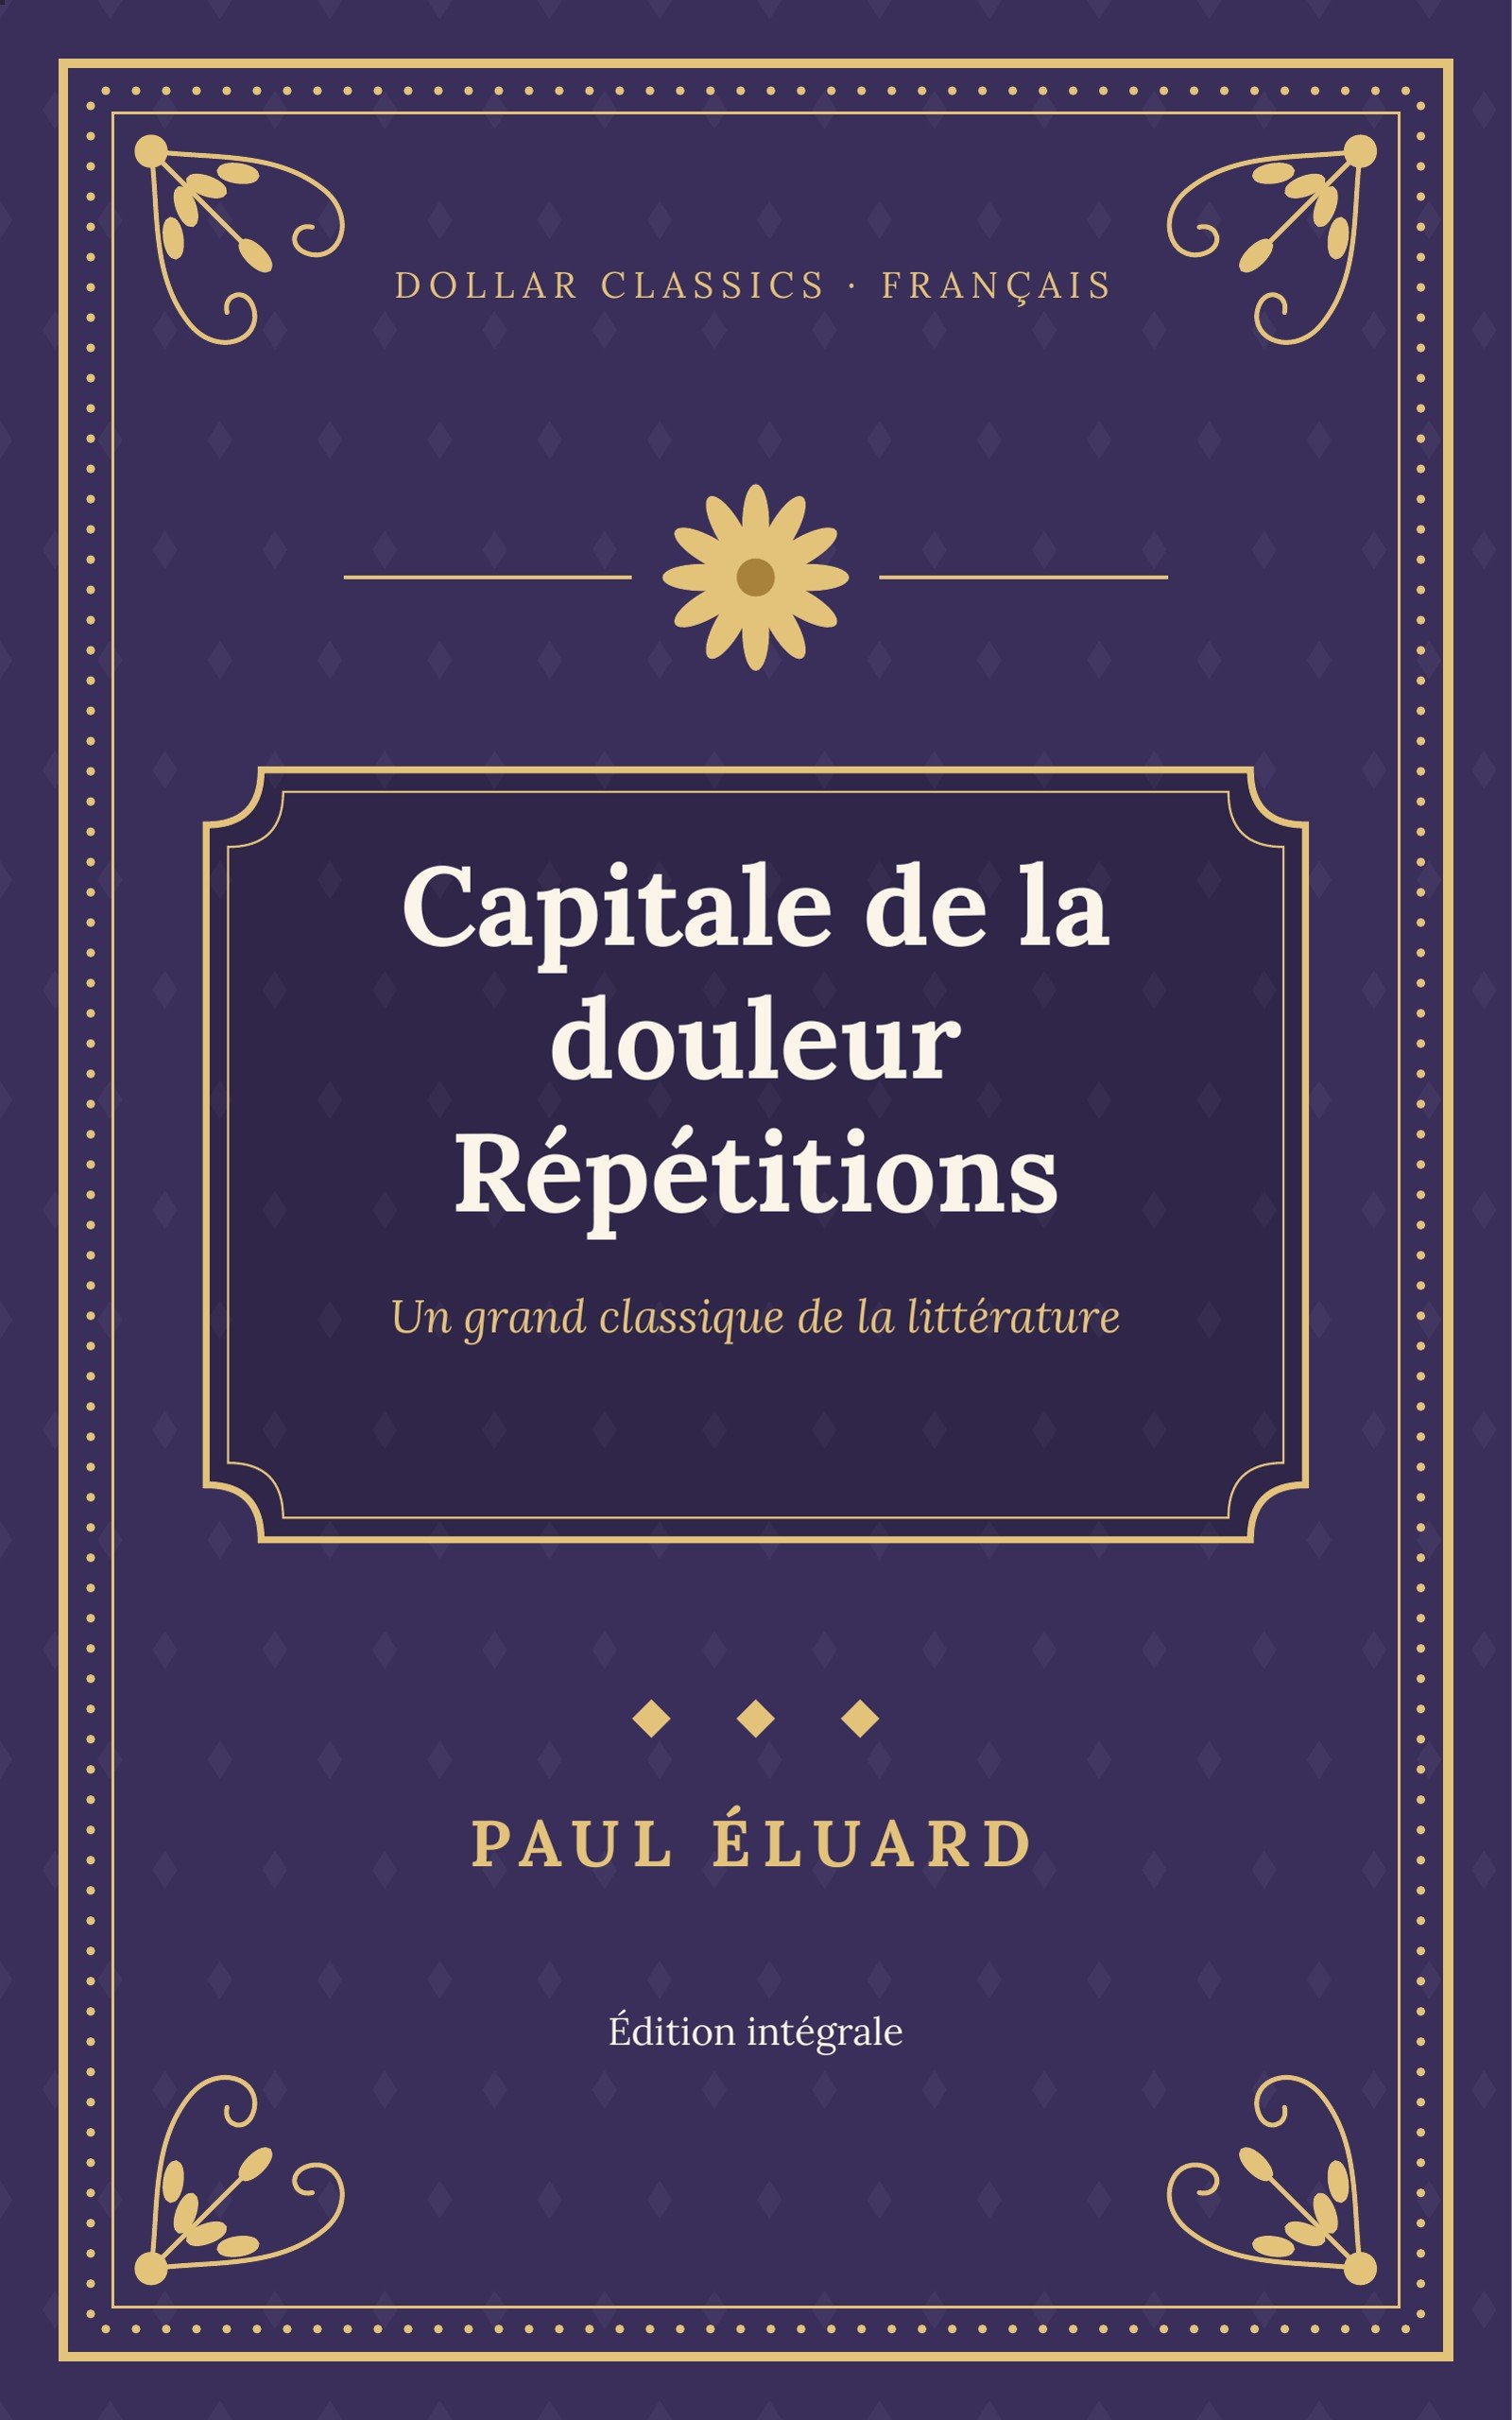 DOLLAR CLASSICS · FRANÇAIS
Capitale de la
douleur
Répétitions
Un grand classique de la littérature
PAUL ÉLUARD
Édition intégrale